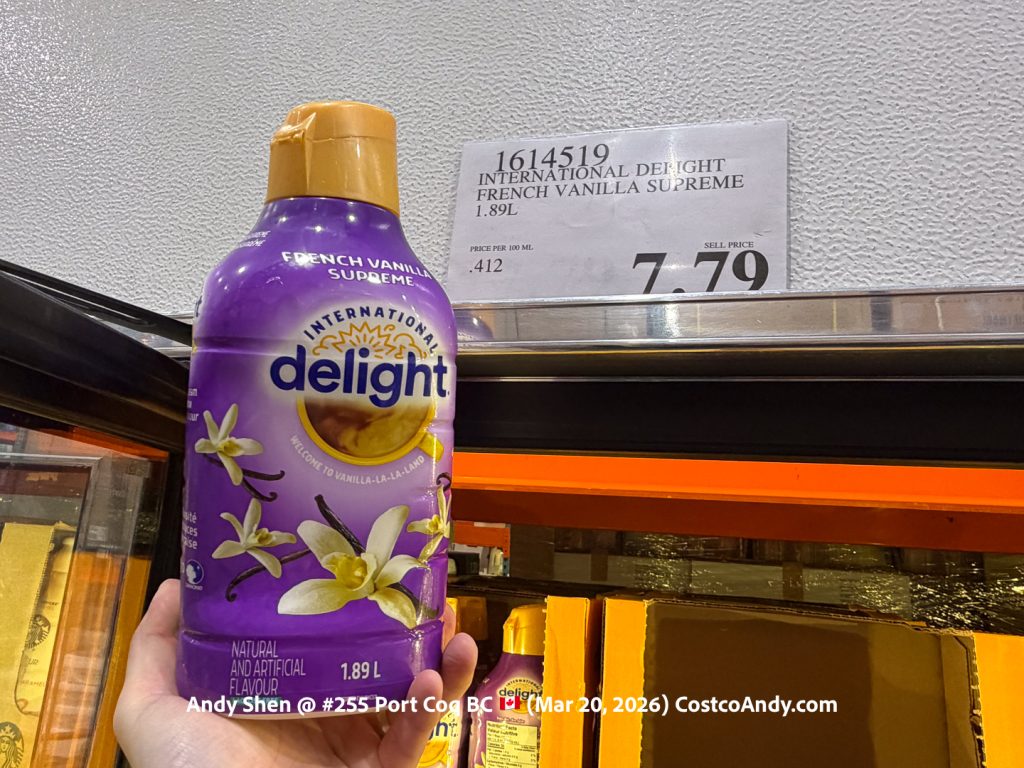 1614519
INTERNATIONAL DELIGHT
FRENCH VANILLA SUPREME
1.89L
PRICE PER 100 ML
.412
SELL PRICE
7.79
FRENCH VANILLA
SUPREME
INTERNATIONAL
delight
WELCOME TO VANILLA-LA-LA-LAND
NATURAL
AND ARTIFICIAL
FLAVOUR
1.89 L
delight
Andy Shen @ #255 Port Coq BC 🇨🇦 (Mar 20, 2026) CostcoAndy.com